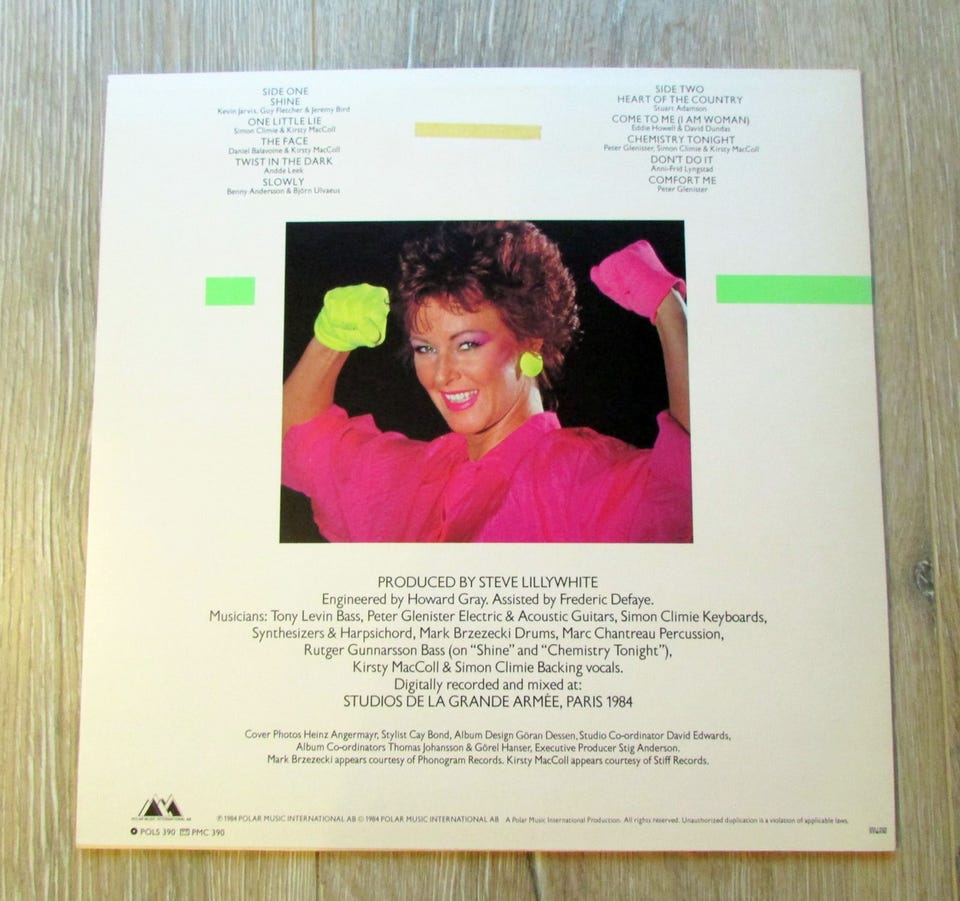 SIDE ONE
SHINE
Kevin Jarvis, Guy Fletcher & Jeremy Bird
ONE LITTLE LIE
Simon Climie & Kirsty MacColl
THE FACE
Daniel Balavoine & Kirsty MacColl
TWIST IN THE DARK
Andde Leek
SLOWLY
Benny Andersson & Björn Ulvaeus
SIDE TWO
HEART OF THE COUNTRY
Stuart Adamson
COME TO ME (I AM WOMAN)
Eddie Howell & David Dundas
CHEMISTRY TONIGHT
Peter Glenister, Simon Climie & Kirsty MacColl
DON'T DO IT
Anni-Frid Lyngstad
COMFORT ME
Peter Glenister
PRODUCED BY STEVE LILLYWHITE
Engineered by Howard Gray. Assisted by Frederic Defaye.
Musicians: Tony Levin Bass, Peter Glenister Electric & Acoustic Guitars, Simon Climie Keyboards,
Synthesizers & Harpsichord, Mark Brzezecki Drums, Marc Chantreau Percussion,
Rutger Gunnarsson Bass (on "Shine" and "Chemistry Tonight"),
Kirsty MacColl & Simon Climie Backing vocals.
Digitally recorded and mixed at:
STUDIOS DE LA GRANDE ARMÈE, PARIS 1984
Cover Photos Heinz Angermayr, Stylist Cay Bond, Album Design Göran Dessen, Studio Co-ordinator David Edwards,
Album Co-ordinators Thomas Johansson & Görel Hanser, Executive Producer Stig Anderson.
Mark Brzezecki appears courtesy of Phonogram Records. Kirsty MacColl appears courtesy of Stiff Records.
POLAR MUSIC INTERNATIONAL AB
℗ 1984 POLAR MUSIC INTERNATIONAL AB © 1984 POLAR MUSIC INTERNATIONAL AB A Polar Music International Production. All rights reserved. Unauthorized duplication is a violation of applicable laws.
POLS 390 PMC 390